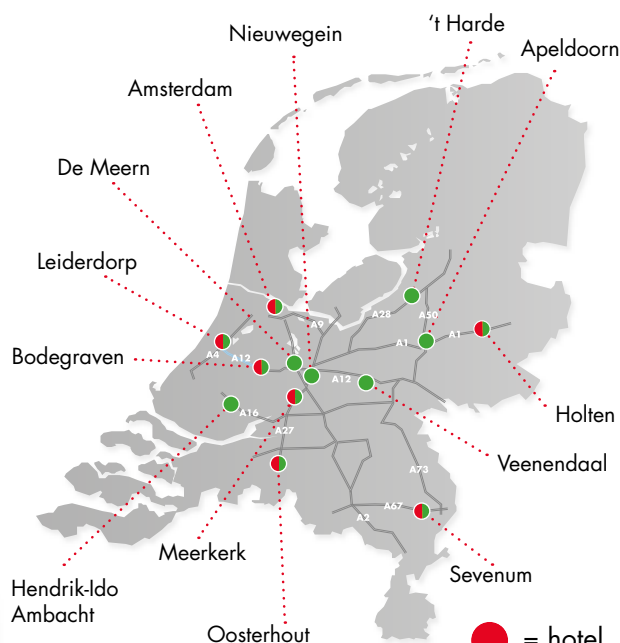 't Harde
Nieuwegein
Apeldoorn
Amsterdam
De Meern
Leiderdorp
A28
A50
A9
A1
A1
A4
A12
Bodegraven
A12
A16
Holten
A27
Veenendaal
A73
A67
A2
Meerkerk
Sevenum
Hendrik-Ido
Ambacht
Oosterhout
= hotel